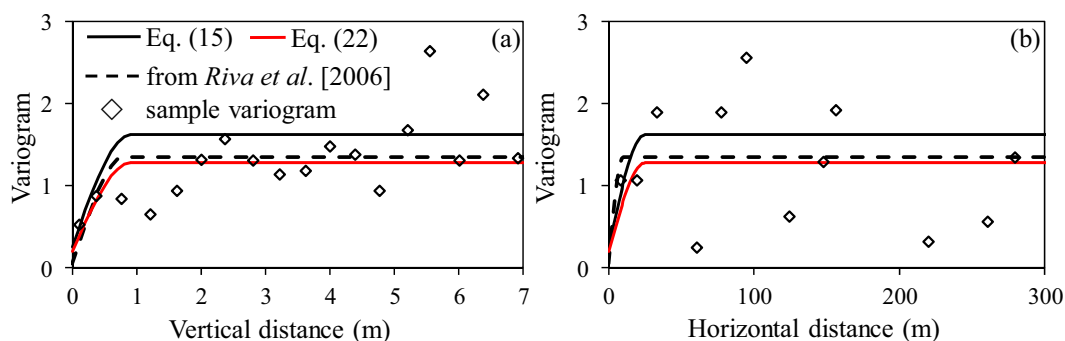 3
2
1
0
Variogram
Eq. (15)
Eq. (22)
from Riva et al. [2006]
sample variogram
(a)
0 1 2 3 4 5 6 7
Vertical distance (m)
3
2
1
0
Variogram
(b)
0 100 200 300
Horizontal distance (m)